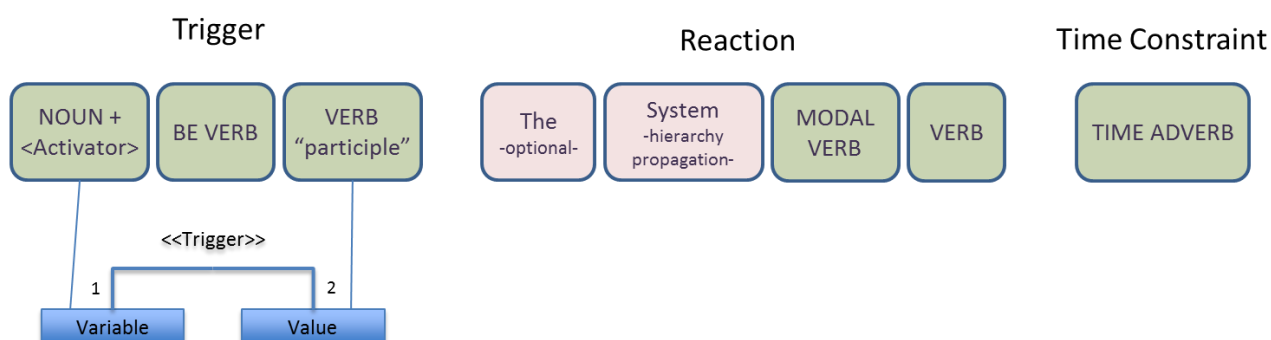 Trigger
Reaction
Time Constraint
NOUN +
<Activator>
BE VERB
VERB
“participle”
The
-optional-
System
-hierarchy
propagation-
MODAL
VERB
VERB
TIME ADVERB
<<Trigger>>
1
2
Variable
Value